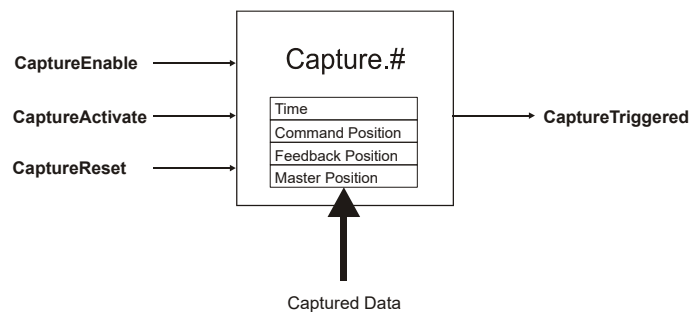 Capture.#
CaptureEnable
CaptureActivate
CaptureReset
Time
Command Position
Feedback Position
Master Position
CaptureTriggered
Captured Data